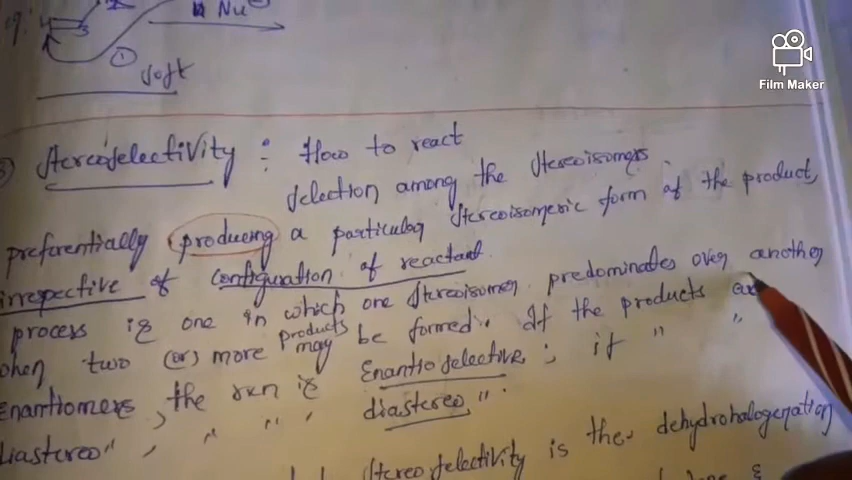 Nu
Film Maker
①
Soft
Stereoselectivity : How to react
selection among the stereoisomers
preferentially producing a particular stereoisomeric form of the product,
irrespective of configuration of reactant.
process is one in which one stereoisomer predominates over another
when two (or) more products may be formed. If the products are
Enantiomers, the rxn is Enantioselective ; if " "
diastereo" , " " ' diastereo" .
stereoselectivity is the dehydrohalogenation